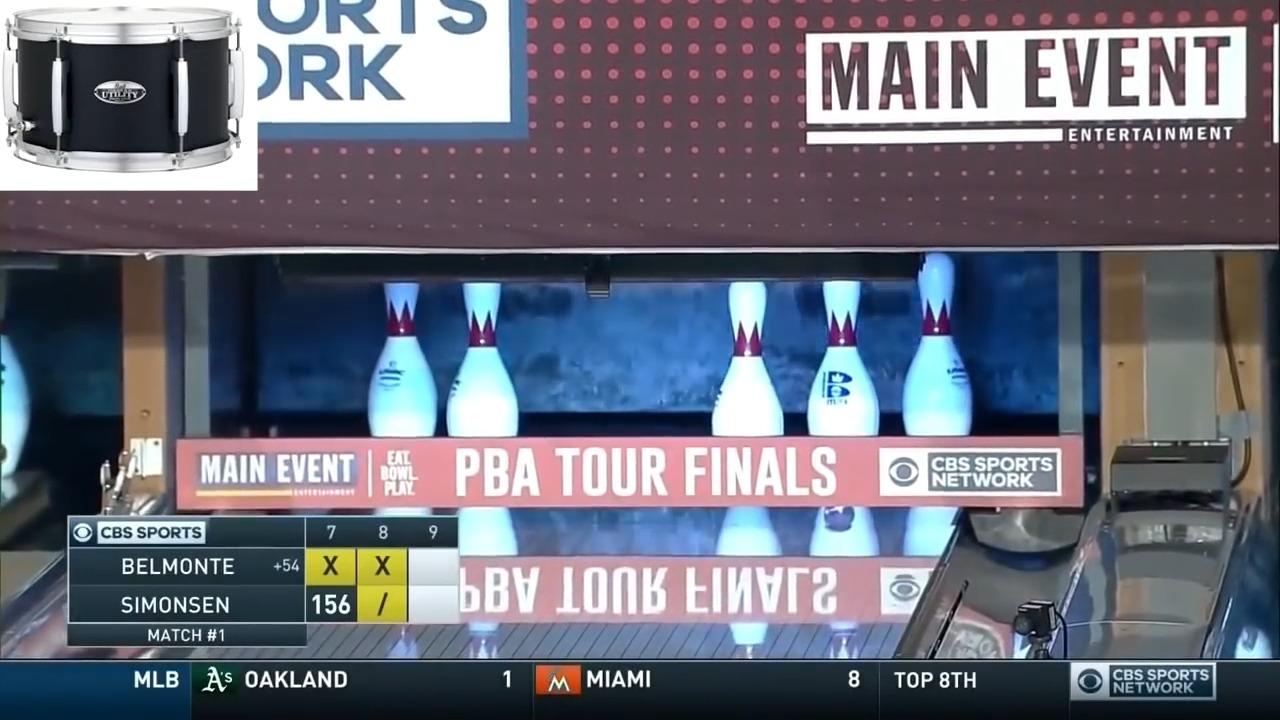 UTILITY
ORTS
ORK
MAIN EVENT
ENTERTAINMENT
MAIN EVENT
ENTERTAINMENT
EAT.
BOWL.
PLAY.
PBA TOUR FINALS
CBS SPORTS
NETWORK
CBS SPORTS 7 8 9
BELMONTE +54 X X
SIMONSEN 156 /
MATCH #1
PBA TOUR FINALS
MLB A's OAKLAND 1 M MIAMI 8 TOP 8TH CBS SPORTS
NETWORK